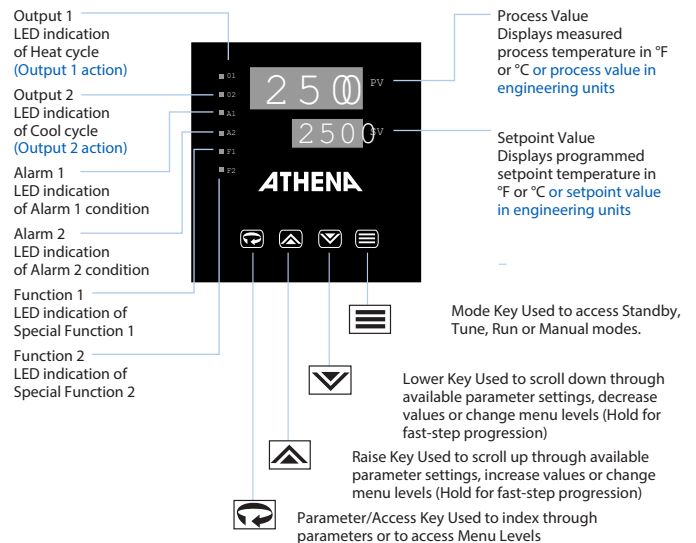 Output 1
LED indication
of Heat cycle
(Output 1 action)
Output 2
LED indication
of Cool cycle
(Output 2 action)
Alarm 1
LED indication
of Alarm 1 condition
Alarm 2
LED indication
of Alarm 2 condition
Function 1
LED indication of
Special Function 1
Function 2
LED indication of
Special Function 2
O1
O2
A1
A2
F1
F2
2500 PV
2500 SV
ATHENA
Process Value
Displays measured
process temperature in °F
or °C or process value in
engineering units
Setpoint Value
Displays programmed
setpoint temperature in
°F or °C or setpoint value
in engineering units
Mode Key Used to access Standby,
Tune, Run or Manual modes.
Lower Key Used to scroll down through
available parameter settings, decrease
values or change menu levels (Hold for
fast-step progression)
Raise Key Used to scroll up through available
parameter settings, increase values or change
menu levels (Hold for fast-step progression)
Parameter/Access Key Used to index through
parameters or to access Menu Levels